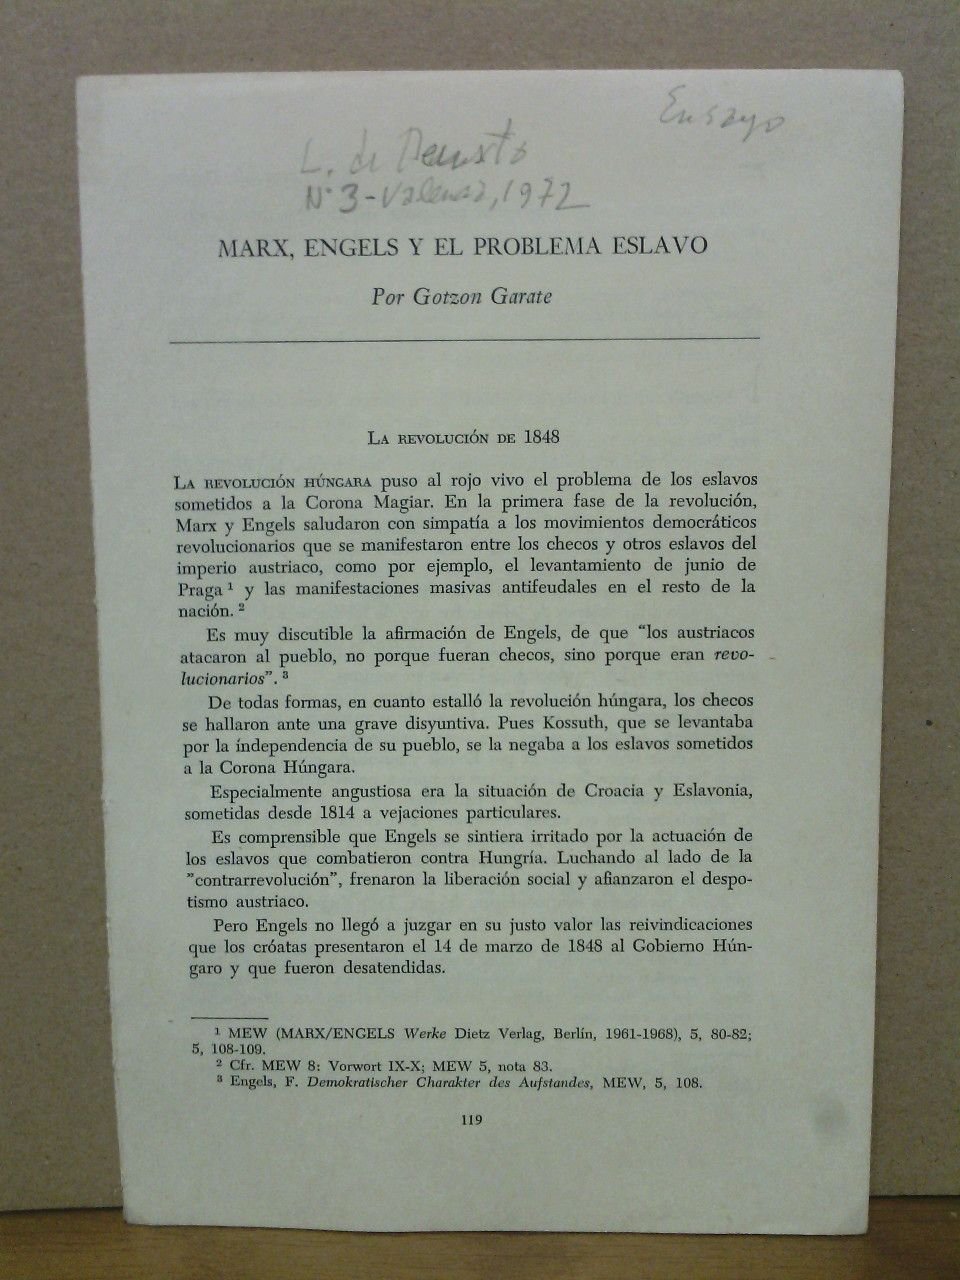 Ensayo
L. de Deusto
Nº 3 - Valencia, 1972
MARX, ENGELS Y EL PROBLEMA ESLAVO
Por Gotzon Garate
LA REVOLUCIÓN DE 1848
LA REVOLUCIÓN HÚNGARA puso al rojo vivo el problema de los eslavos
sometidos a la Corona Magiar. En la primera fase de la revolución,
Marx y Engels saludaron con simpatía a los movimientos democráticos
revolucionarios que se manifestaron entre los checos y otros eslavos del
imperio austriaco, como por ejemplo, el levantamiento de junio de
Praga ¹ y las manifestaciones masivas antifeudales en el resto de la
nación. ²
Es muy discutible la afirmación de Engels, de que "los austriacos
atacaron al pueblo, no porque fueran checos, sino porque eran revo-
lucionarios". ³
De todas formas, en cuanto estalló la revolución húngara, los checos
se hallaron ante una grave disyuntiva. Pues Kossuth, que se levantaba
por la independencia de su pueblo, se la negaba a los eslavos sometidos
a la Corona Húngara.
Especialmente angustiosa era la situación de Croacia y Eslavonia,
sometidas desde 1814 a vejaciones particulares.
Es comprensible que Engels se sintiera irritado por la actuación de
los eslavos que combatieron contra Hungría. Luchando al lado de la
"contrarrevolución", frenaron la liberación social y afianzaron el despo-
tismo austriaco.
Pero Engels no llegó a juzgar en su justo valor las reivindicaciones
que los cróatas presentaron el 14 de marzo de 1848 al Gobierno Hún-
garo y que fueron desatendidas.
¹ MEW (MARX/ENGELS Werke Dietz Verlag, Berlín, 1961-1968), 5, 80-82;
5, 108-109.
² Cfr. MEW 8: Vorwort IX-X; MEW 5, nota 83.
³ Engels, F. Demokratischer Charakter des Aufstandes, MEW, 5, 108.
119